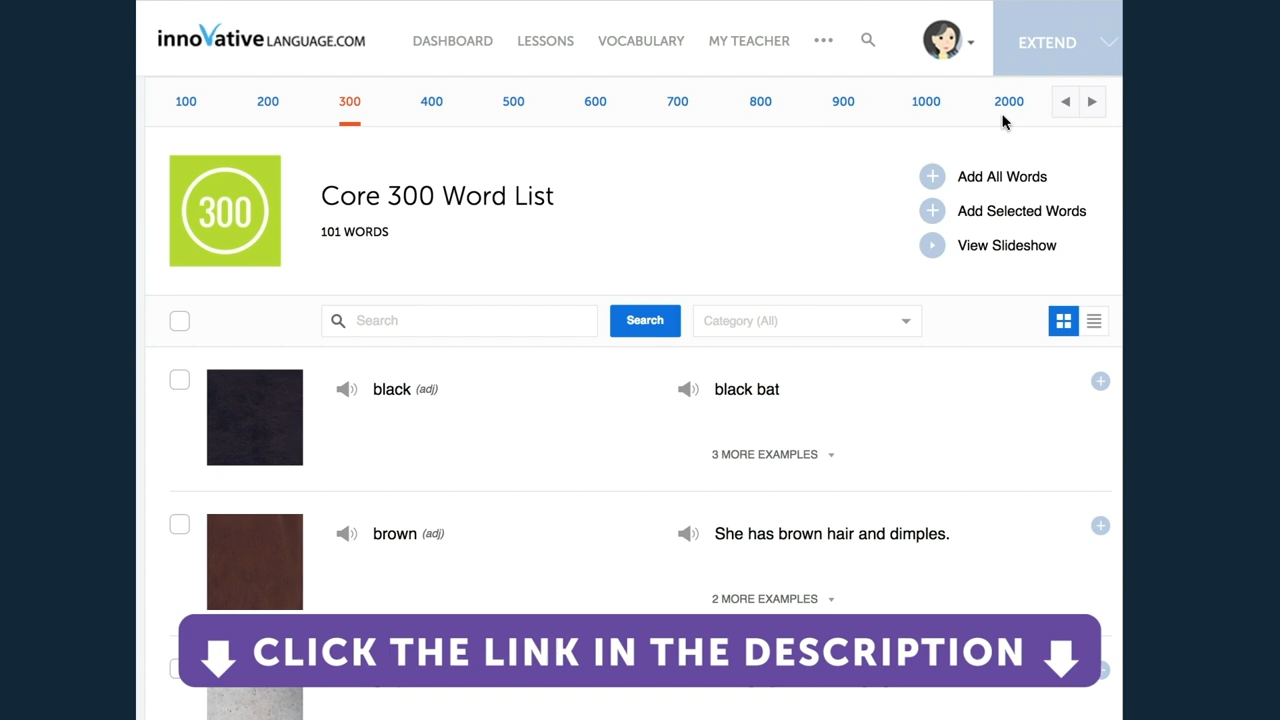 innoVative LANGUAGE.COM DASHBOARD LESSONS VOCABULARY MY TEACHER ••• EXTEND
100 200 300 400 500 600 700 800 900 1000 2000
300
Core 300 Word List
101 WORDS
Add All Words
Add Selected Words
View Slideshow
Search Search Category (All)
black (adj) black bat
3 MORE EXAMPLES
brown (adj) She has brown hair and dimples.
2 MORE EXAMPLES
CLICK THE LINK IN THE DESCRIPTION